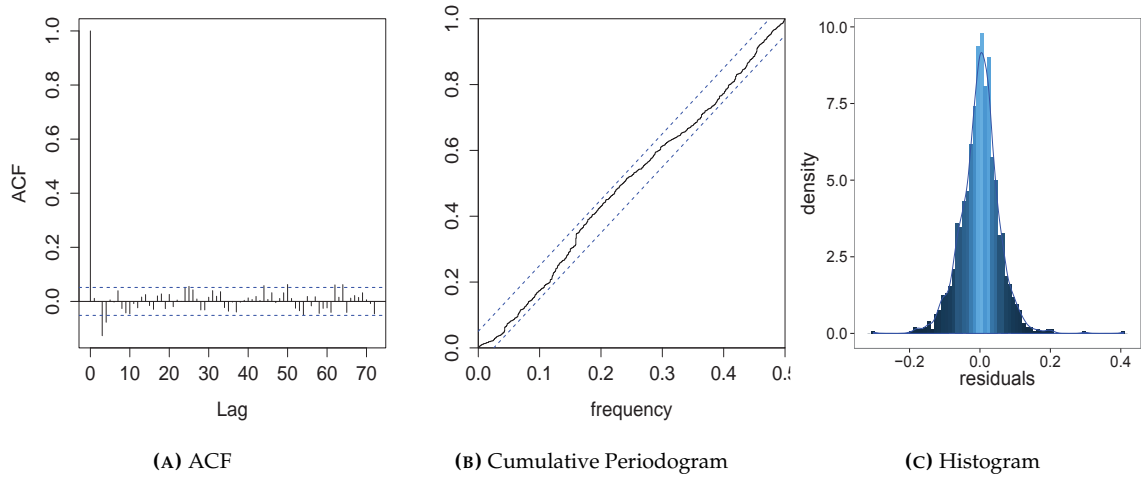 ACF
0.0 0.2 0.4 0.6 0.8 1.0
0 10 20 30 40 50 60 70
Lag
(A) ACF
0.0 0.2 0.4 0.6 0.8 1.0
0.0 0.1 0.2 0.3 0.4 0.5
frequency
(B) Cumulative Periodogram
density
10.0
7.5
5.0
2.5
0.0
−0.2 0.0 0.2 0.4
residuals
(C) Histogram